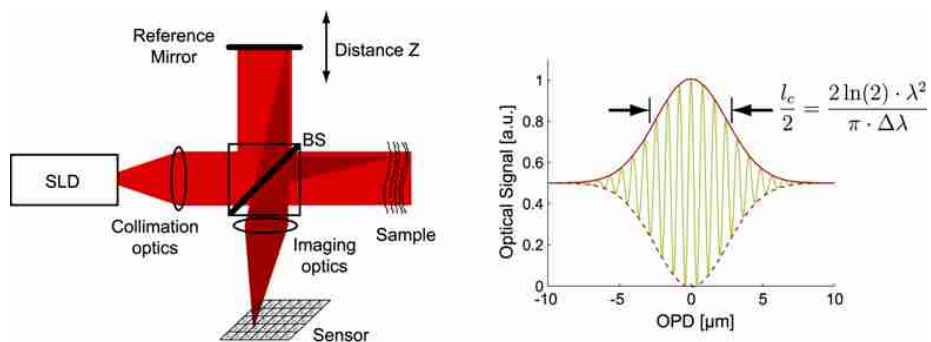 Reference
Mirror
Distance Z
BS
SLD
Collimation
optics
Sample
Imaging
optics
Sensor
Optical Signal [a.u.]
1
0.8
0.6
0.4
0.2
0
-10
-5
0
5
10
OPD [µm]
l_c/2 = 2 ln(2) · λ²/π · Δλ